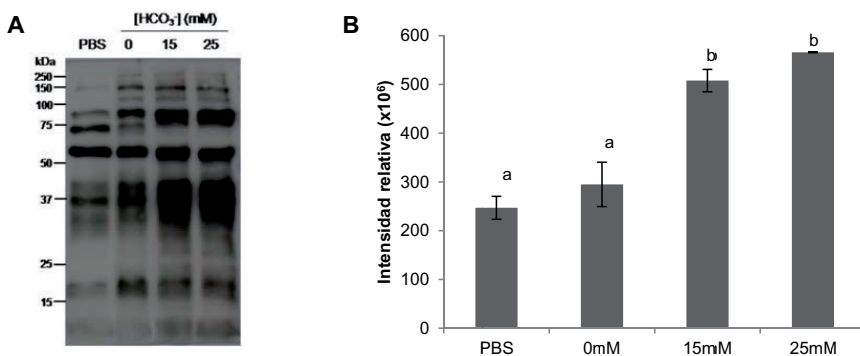 A
[HCO₃⁻] (mM)
PBS 0 15 25
kDa
250
150
100
75
50
37
25
15
B
Intensidad relativa (x10⁶)
600
500
400
300
200
100
0
a
a
b
b
PBS 0mM 15mM 25mM